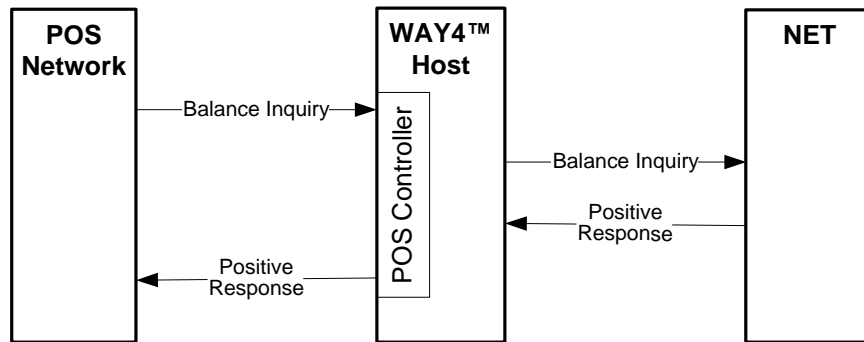 POS
Network
WAY4™
Host
NET
Balance Inquiry
POS Controller
Balance Inquiry
Positive
Response
Positive
Response